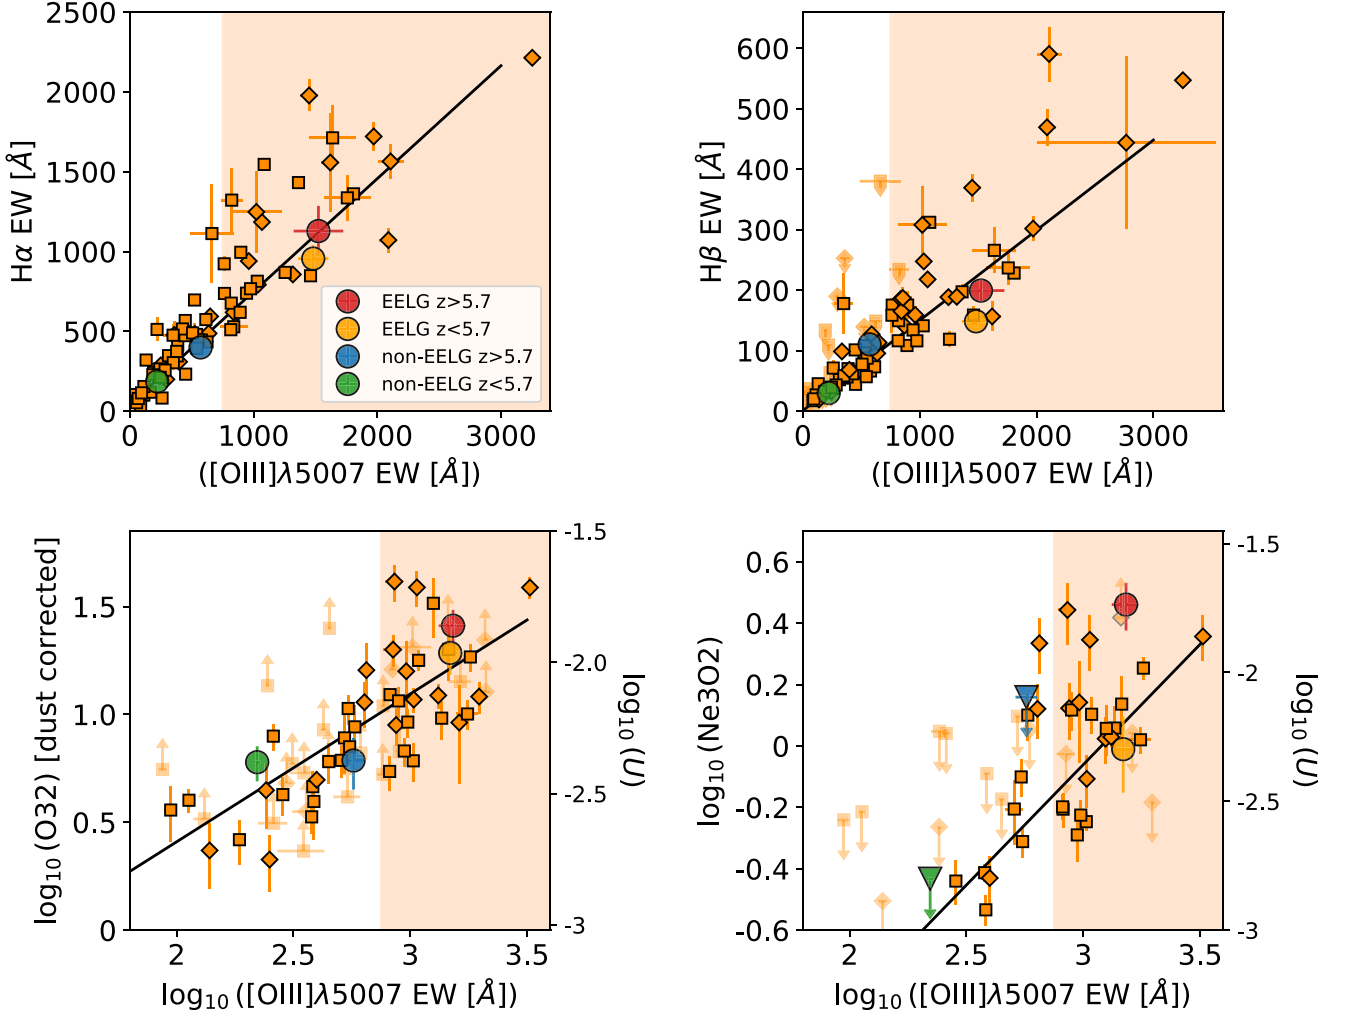 2500
2000
1500
1000
500
0
Hα EW [Å]
0 1000 2000 3000
([OIII]λ5007 EW [Å])
EELG z>5.7
EELG z<5.7
non-EELG z>5.7
non-EELG z<5.7
600
500
400
300
200
100
0
Hβ EW [Å]
0 1000 2000 3000
([OIII]λ5007 EW [Å])
1.5
1.0
0.5
0
log₁₀(O32) [dust corrected]
-1.5
-2.0
-2.5
-3
log₁₀(U)
2 2.5 3 3.5
log₁₀([OIII]λ5007 EW [Å])
0.6
0.4
0.2
0
-0.2
-0.4
-0.6
log₁₀(Ne3O2)
-1.5
-2
-2.5
-3
log₁₀(U)
2 2.5 3 3.5
log₁₀([OIII]λ5007 EW [Å])